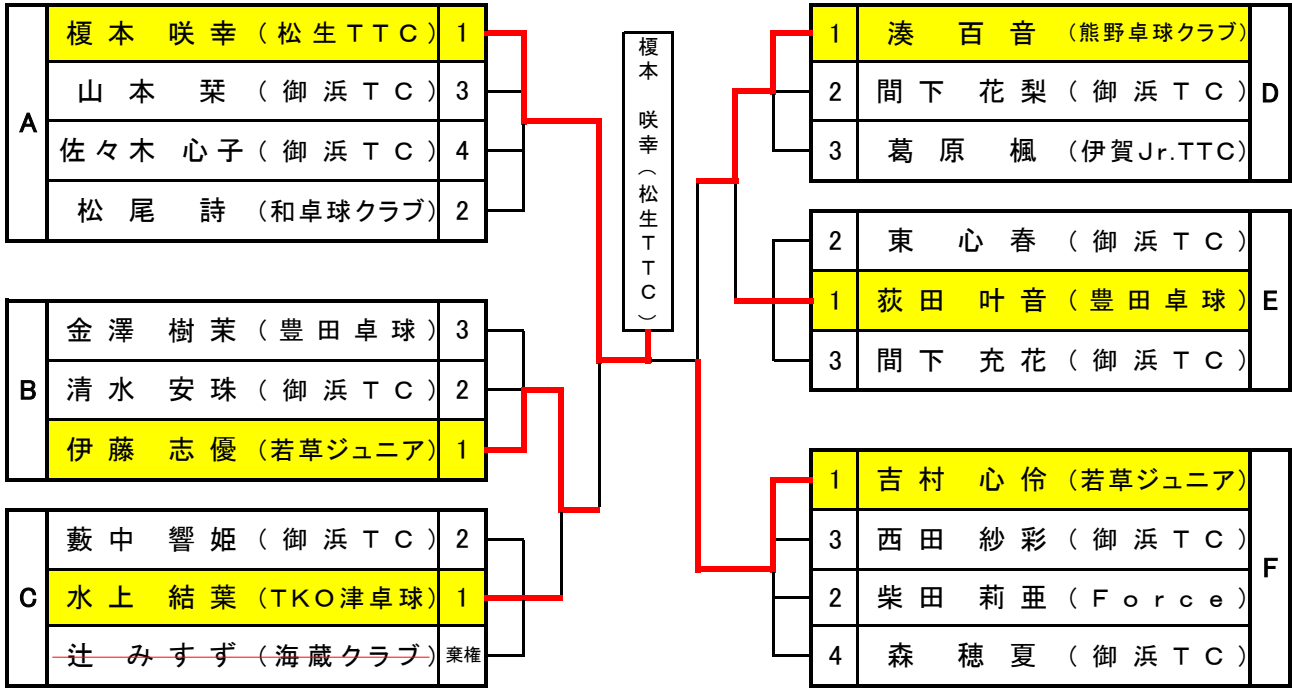 A
榎本 咲幸 (松生TTC) 1
山本 栞 (御浜TC) 3
佐々木 心子 (御浜TC) 4
松尾 詩 (和卓球クラブ) 2
B
金澤 樹茉 (豊田卓球) 3
清水 安珠 (御浜TC) 2
伊藤 志優 (若草ジュニア) 1
C
藪中 響姫 (御浜TC) 2
水上 結葉 (TKO津卓球) 1
辻 みすず (海蔵クラブ) 棄権
榎本 咲幸(松生TTC)
D
1 湊 百音 (熊野卓球クラブ)
2 間下 花梨 (御浜TC)
3 葛原 楓 (伊賀Jr.TTC)
E
2 東 心春 (御浜TC)
1 荻田 叶音 (豊田卓球)
3 間下 充花 (御浜TC)
F
1 吉村 心伶 (若草ジュニア)
3 西田 紗彩 (御浜TC)
2 柴田 莉亜 (Force)
4 森 穂夏 (御浜TC)